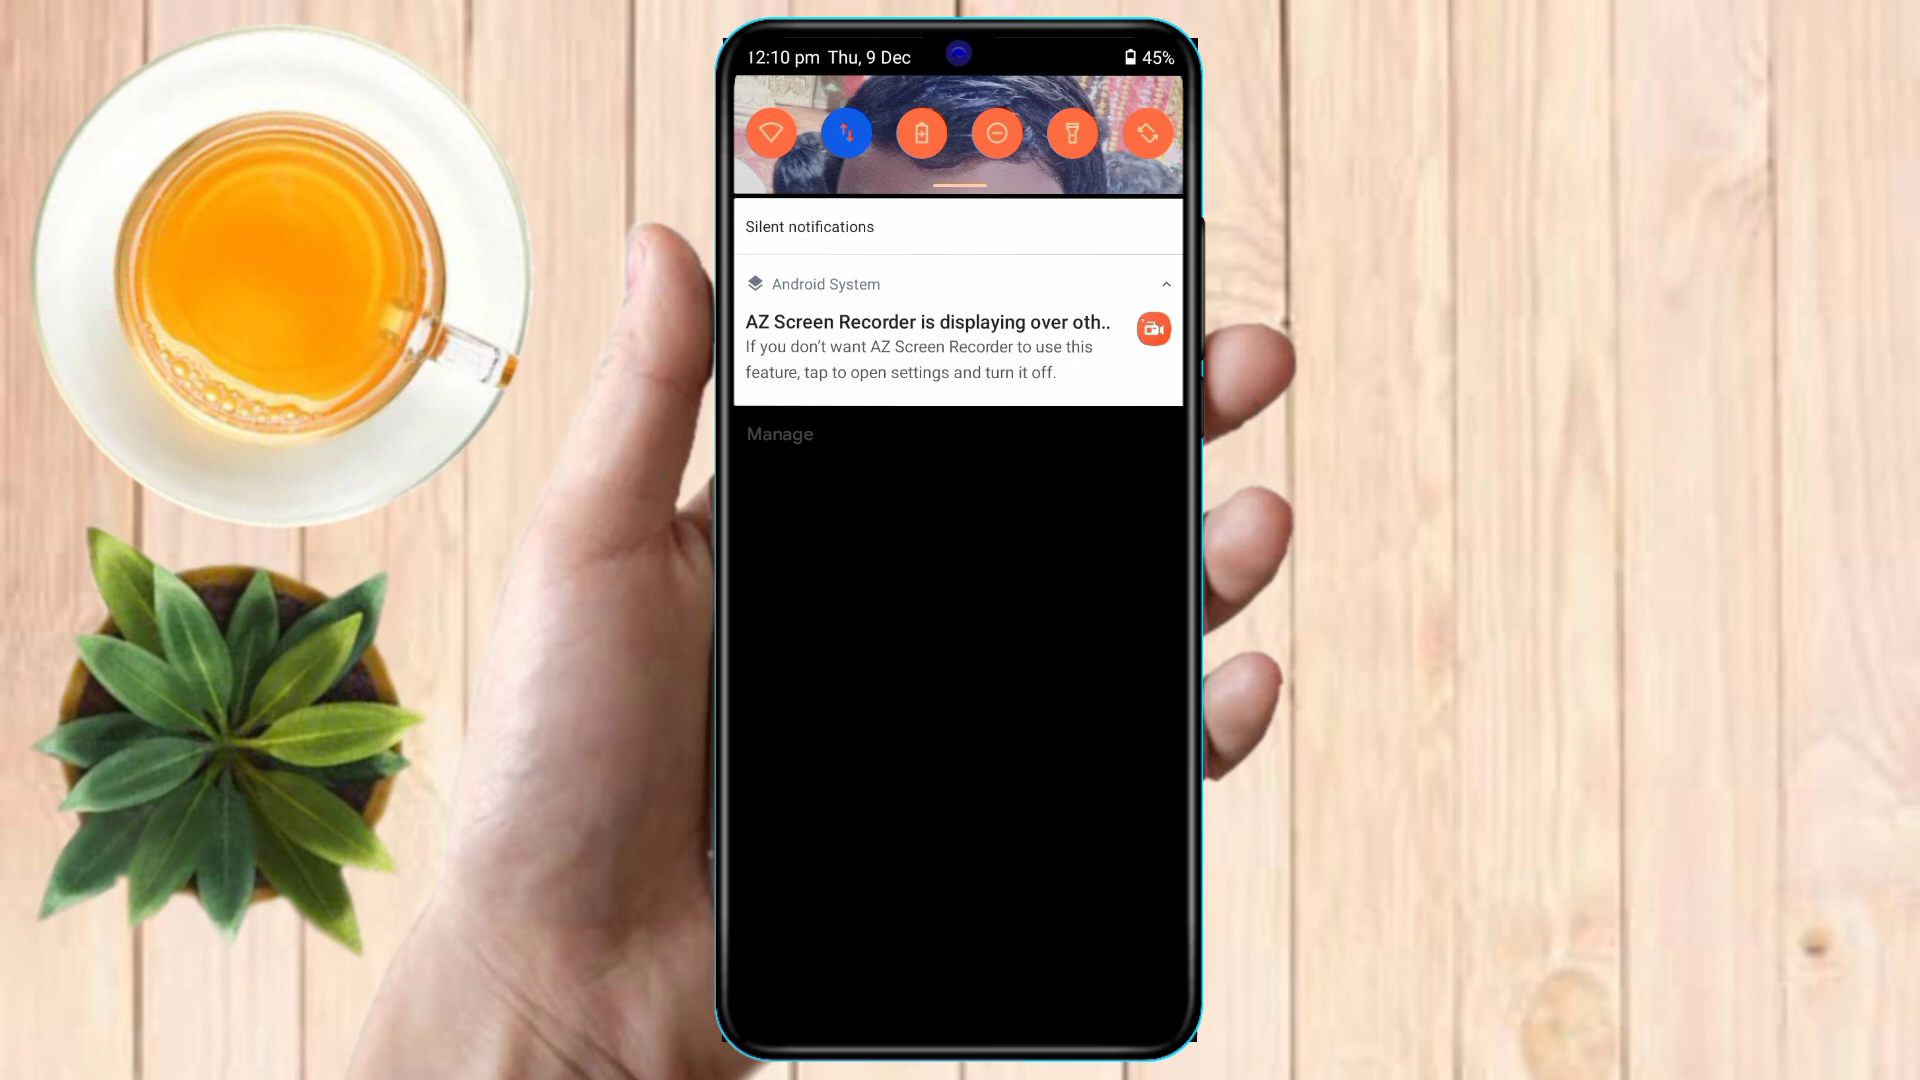 12:10 pm Thu, 9 Dec 45%
Silent notifications
Android System
AZ Screen Recorder is displaying over oth..
If you don't want AZ Screen Recorder to use this
feature, tap to open settings and turn it off.
Manage